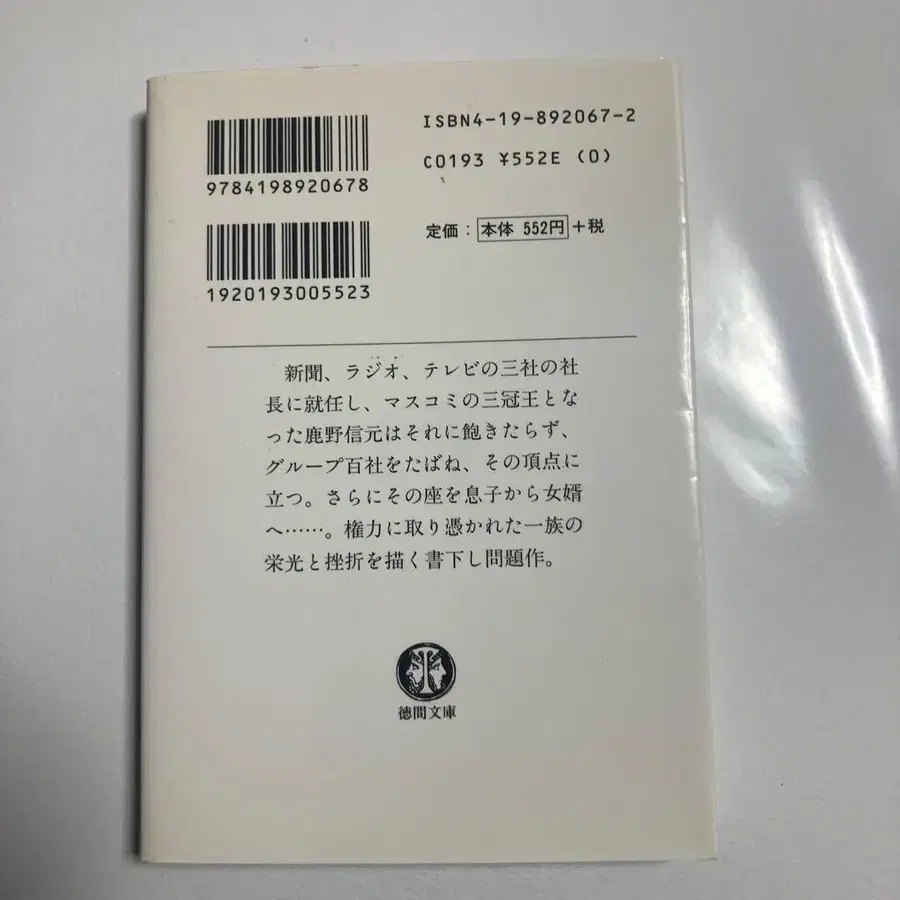 ISBN4-19-892067-2
C0193 ¥552E (0)
9784198920678
定価：本体 552円＋税
1920193005523
新聞、ラジオ、テレビの三社の社
長に就任し、マスコミの三冠王とな
った鹿野信元はそれに飽きたらず、
グループ百社をたばね、その頂点に
立つ。さらにその座を息子から女婿
へ……。権力に取り憑かれた一族の
栄光と挫折を描く書下し問題作。
徳間文庫